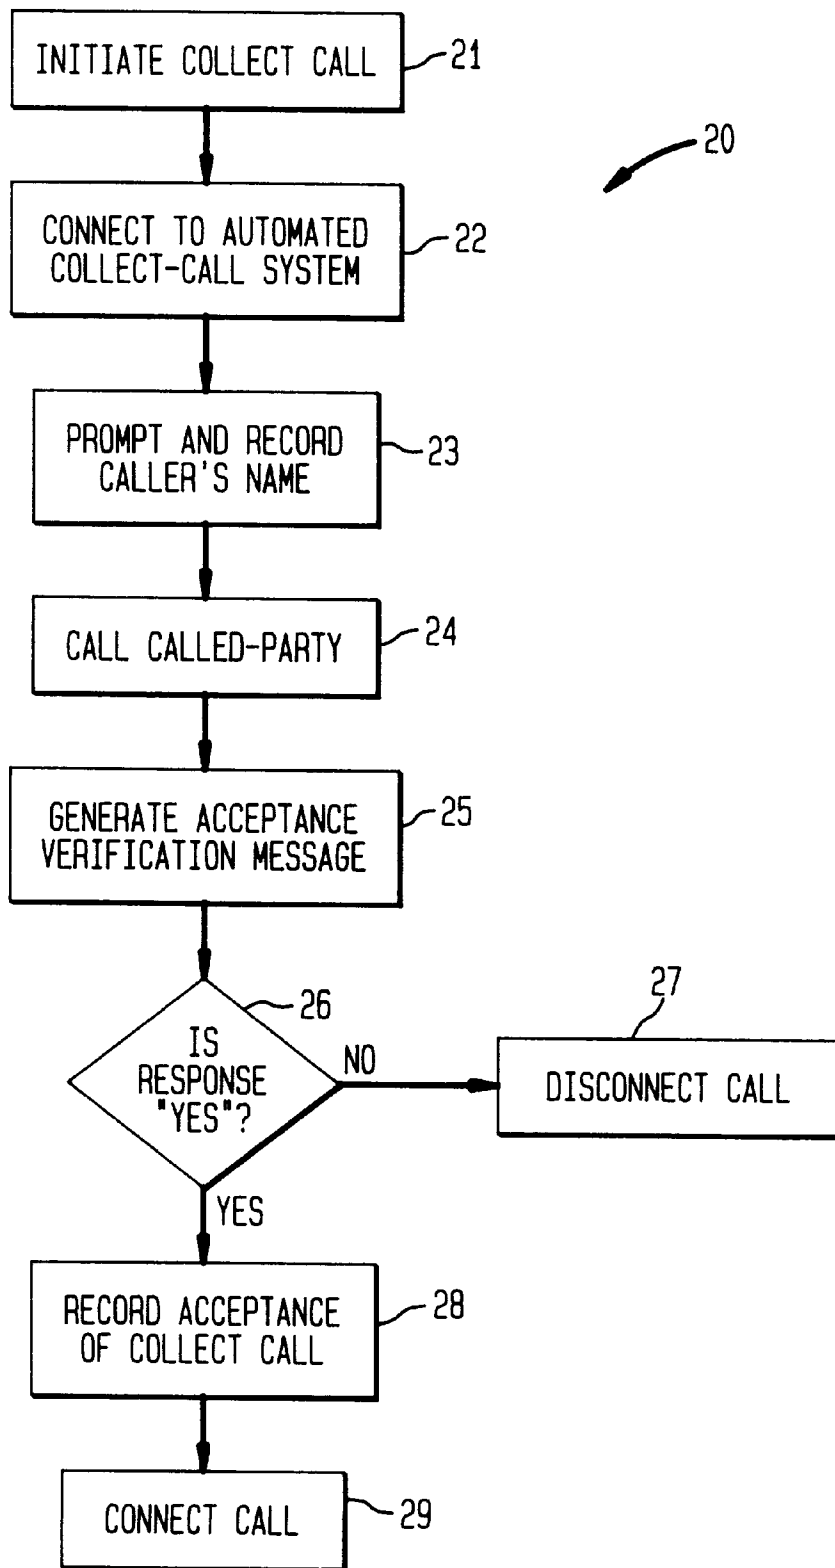 INITIATE COLLECT CALL
21
20
CONNECT TO AUTOMATED
COLLECT-CALL SYSTEM
22
PROMPT AND RECORD
CALLER'S NAME
23
CALL CALLED-PARTY
24
GENERATE ACCEPTANCE
VERIFICATION MESSAGE
25
26
IS
RESPONSE
"YES"?
NO
27
DISCONNECT CALL
YES
RECORD ACCEPTANCE
OF COLLECT CALL
28
CONNECT CALL
29